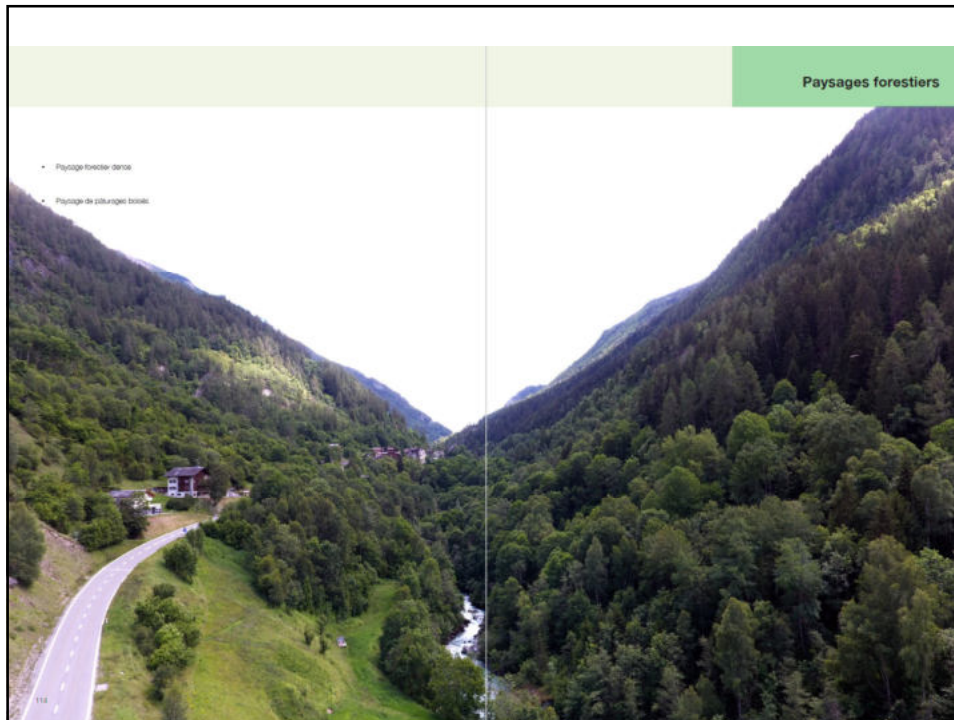 Paysages forestiers
• Paysage forestier dense
• Paysage de pâturages boisés
114